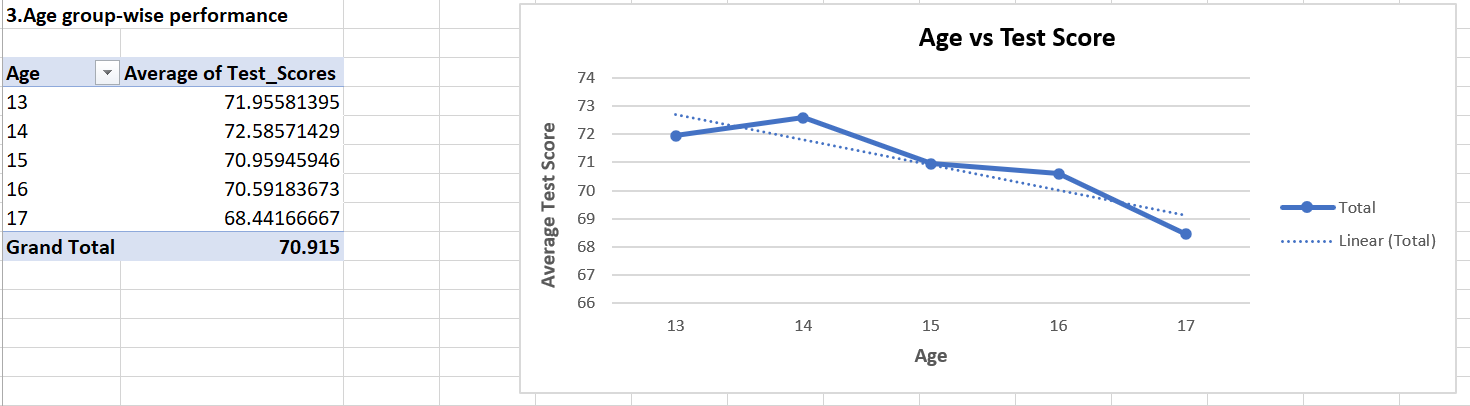 3.Age group-wise performance
Age Average of Test_Scores
13 71.95581395
14 72.58571429
15 70.95945946
16 70.59183673
17 68.44166667
Grand Total 70.915
Age vs Test Score
Average Test Score
74
73
72
71
70
69
68
67
66
13 14 15 16 17
Age
Total
Linear (Total)